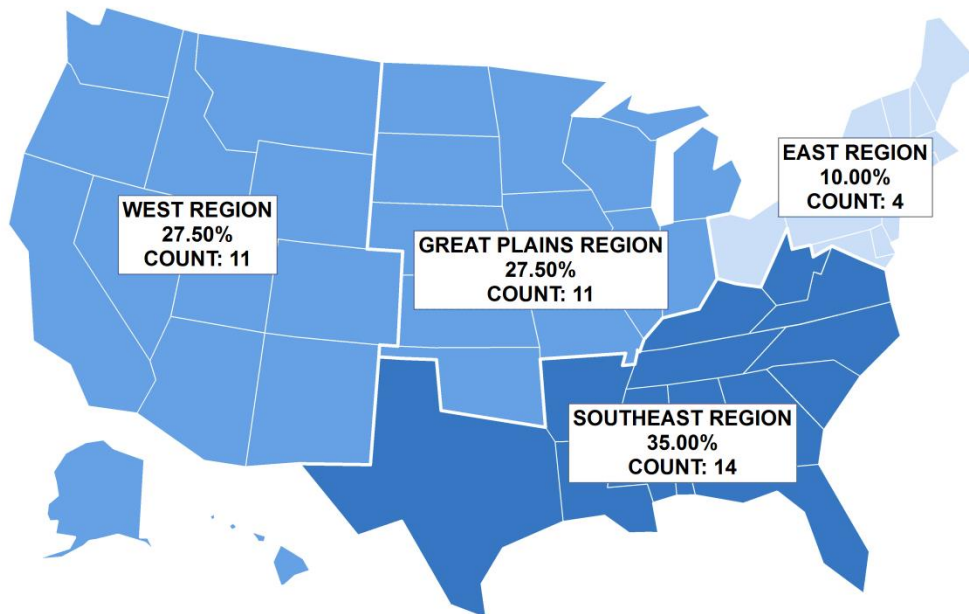 EAST REGION
10.00%
COUNT: 4
WEST REGION
27.50%
COUNT: 11
GREAT PLAINS REGION
27.50%
COUNT: 11
SOUTHEAST REGION
35.00%
COUNT: 14